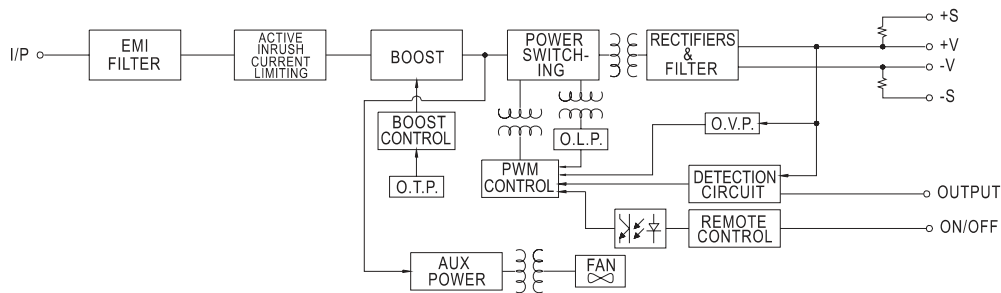 I/P
EMI
FILTER
ACTIVE
INRUSH
CURRENT
LIMITING
BOOST
POWER
SWITCH-
ING
RECTIFIERS
&
FILTER
+S
+V
-V
-S
BOOST
CONTROL
O.T.P.
O.L.P.
O.V.P.
PWM
CONTROL
DETECTION
CIRCUIT
OUTPUT
REMOTE
CONTROL
ON/OFF
AUX
POWER
FAN